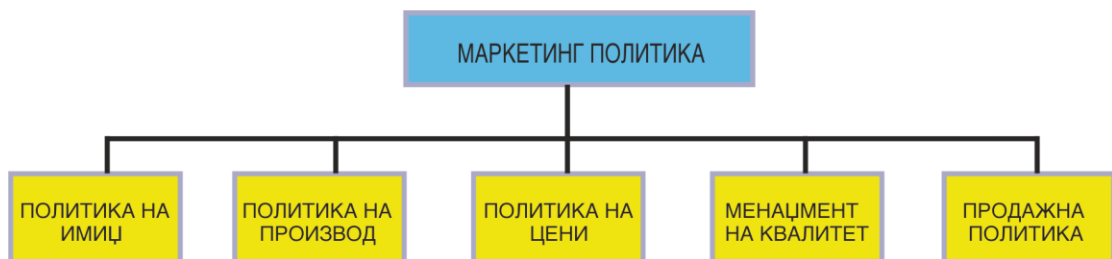 МАРКЕТИНГ ПОЛИТИКА
ПОЛИТИКА НА
ИМИЏ
ПОЛИТИКА НА
ПРОИЗВОД
ПОЛИТИКА НА
ЦЕНИ
МЕНАЏМЕНТ
НА КВАЛИТЕТ
ПРОДАЖНА
ПОЛИТИКА